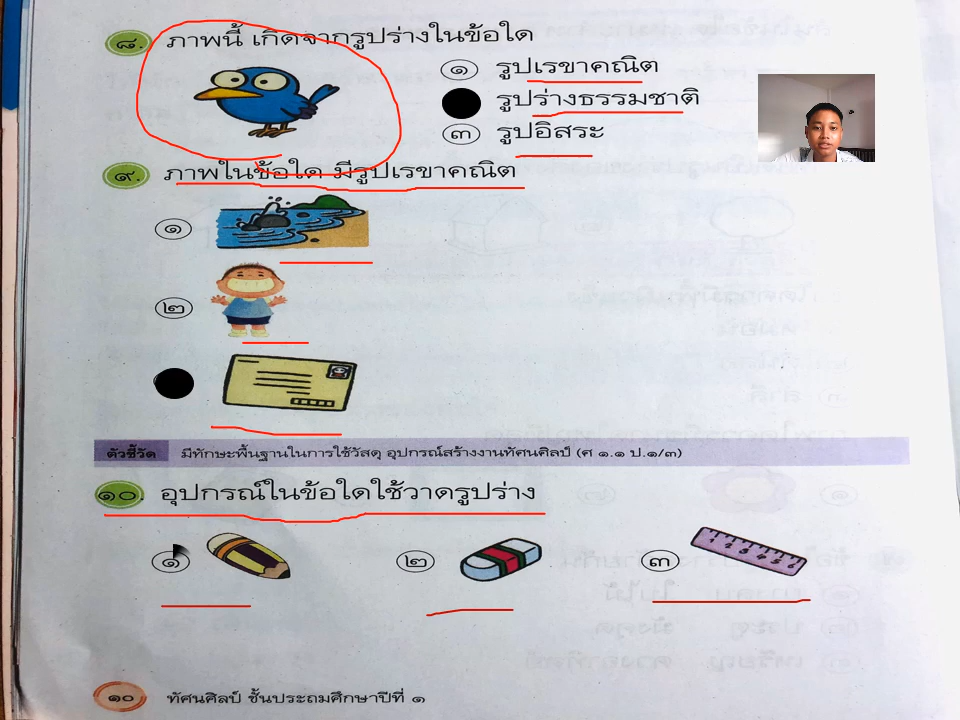 ๘. ภาพนี้ เกิดจากรูปร่างในข้อใด
๑ รูปเรขาคณิต
รูปร่างธรรมชาติ
๓ รูปอิสระ
๙. ภาพในข้อใด มีรูปเรขาคณิต
๑
๒
ตัวชี้วัด มีทักษะพื้นฐานในการใช้วัสดุ อุปกรณ์สร้างงานทัศนศิลป์ (ศ ๑.๑ ป.๑/๓)
๑๐. อุปกรณ์ในข้อใดใช้วาดรูปร่าง
๑ ๒ ๓
๑๐ ทัศนศิลป์ ชั้นประถมศึกษาปีที่ ๑